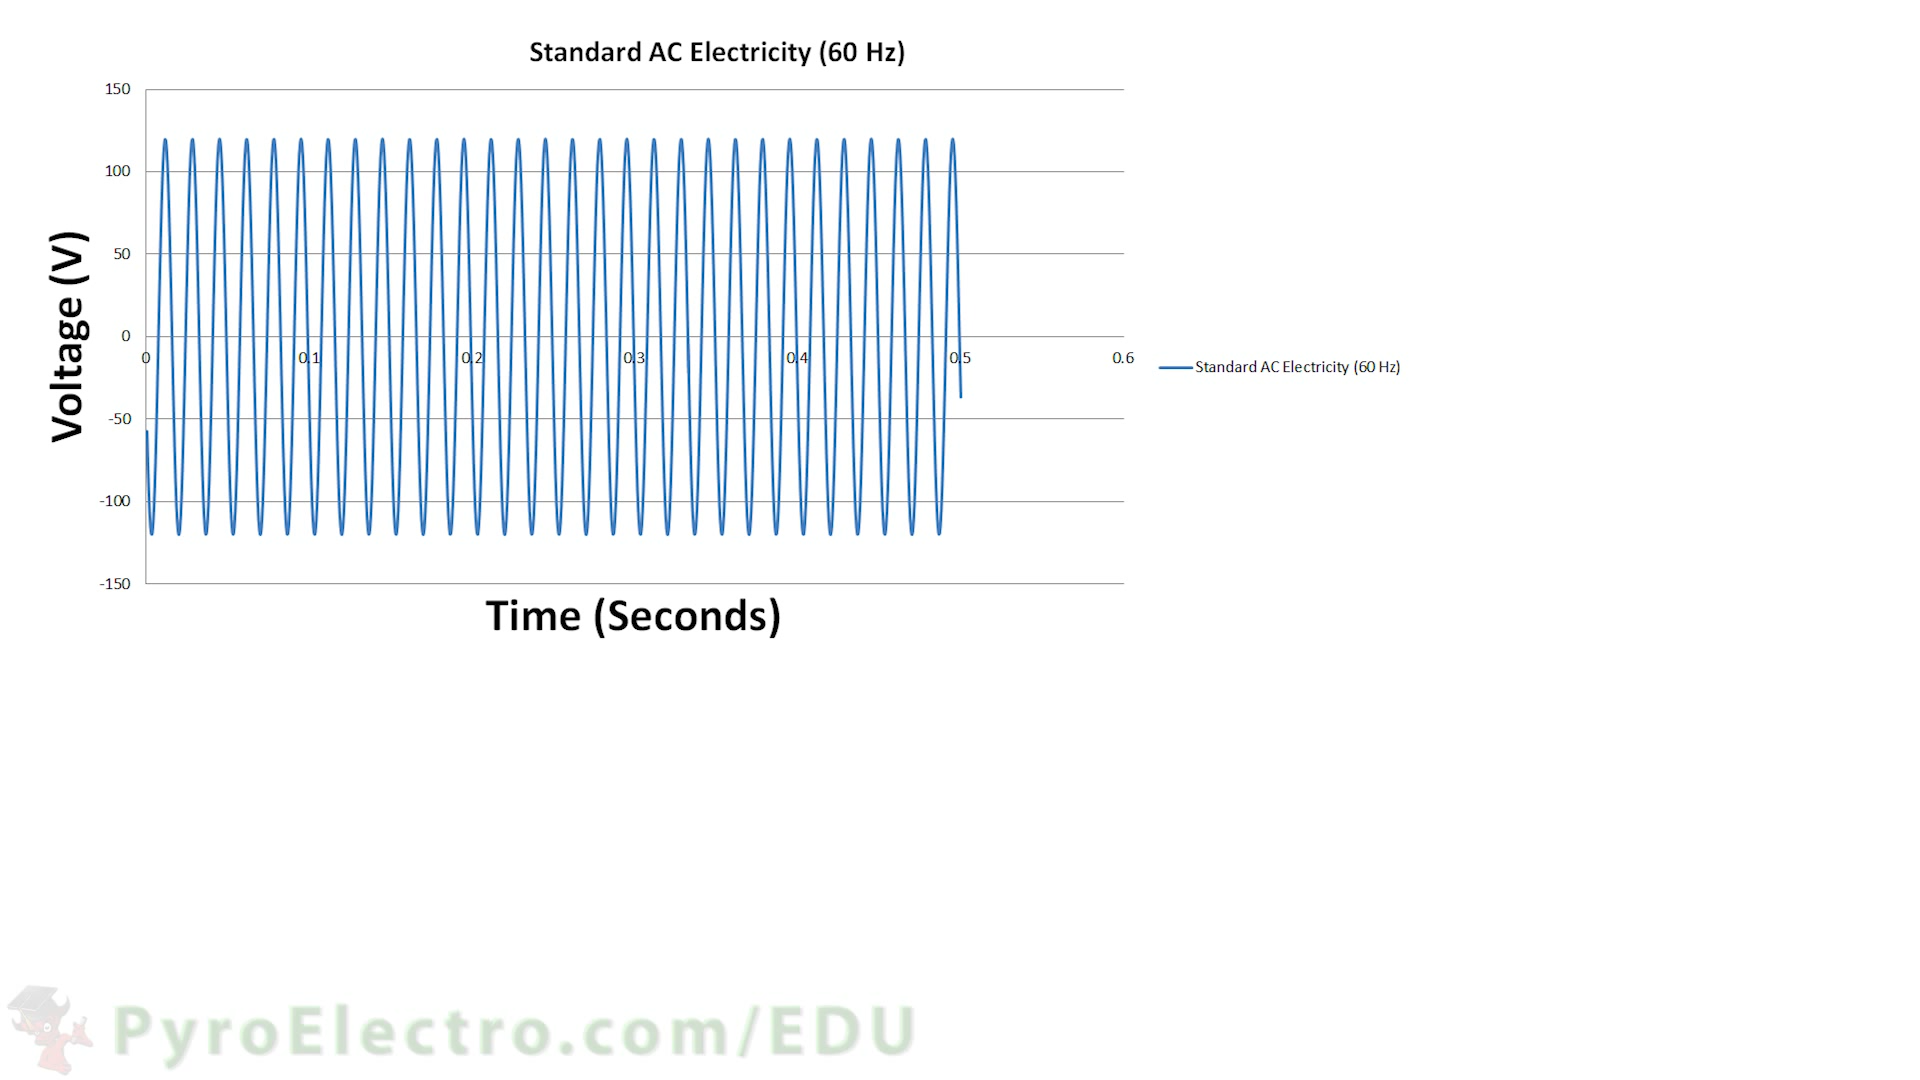 Standard AC Electricity (60 Hz)
150
100
50
0
-50
-100
-150
Voltage (V)
0 0.1 0.2 0.3 0.4 0.5 0.6
Standard AC Electricity (60 Hz)
Time (Seconds)
PyroElectro.com/EDU